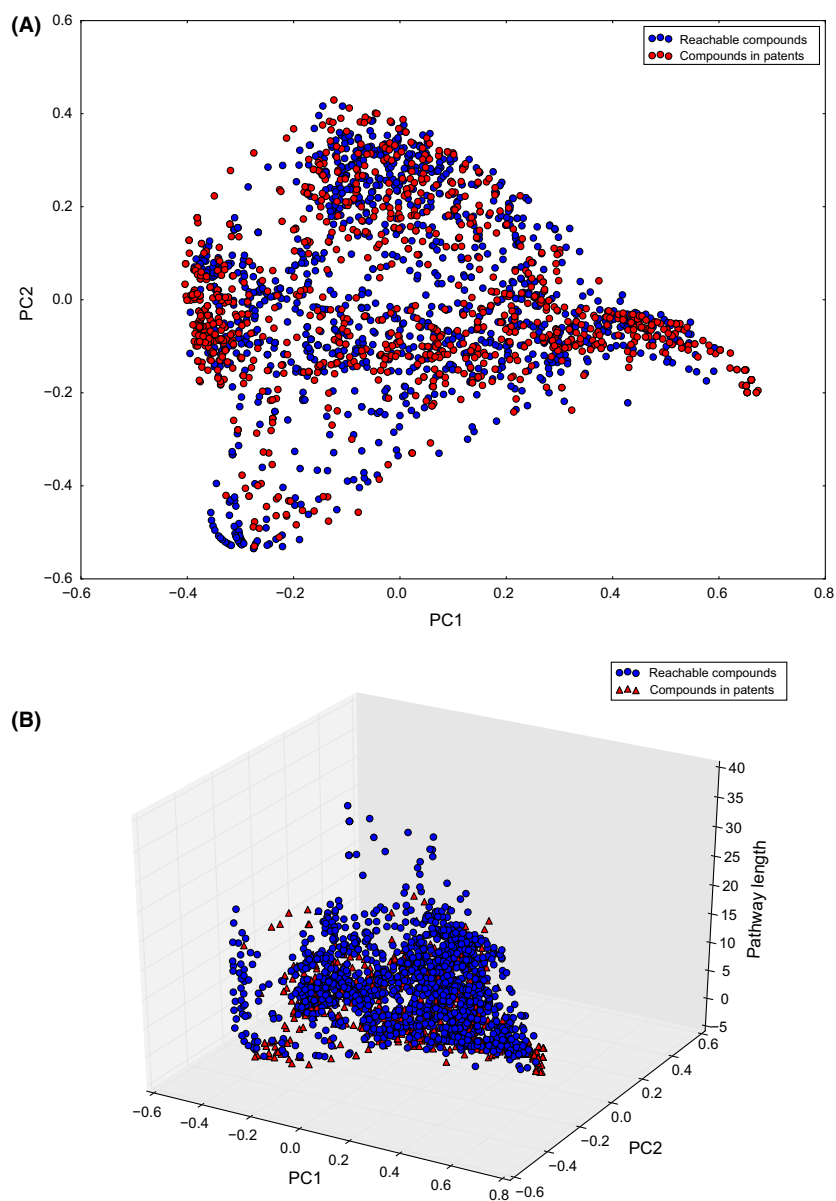 (A)
0.6
0.4
0.2
0.0
−0.2
−0.4
−0.6
PC2
−0.6 −0.4 −0.2 0.0 0.2 0.4 0.6 0.8
PC1
Reachable compounds
Compounds in patents
(B)
Reachable compounds
Compounds in patents
40
35
30
25
20
15
10
5
0
−5
Pathway length
−0.6 −0.4 −0.2 0.0 0.2 0.4 0.6 0.8
PC1
0.6
0.4
0.2
0.0
−0.2
−0.4
−0.6
PC2